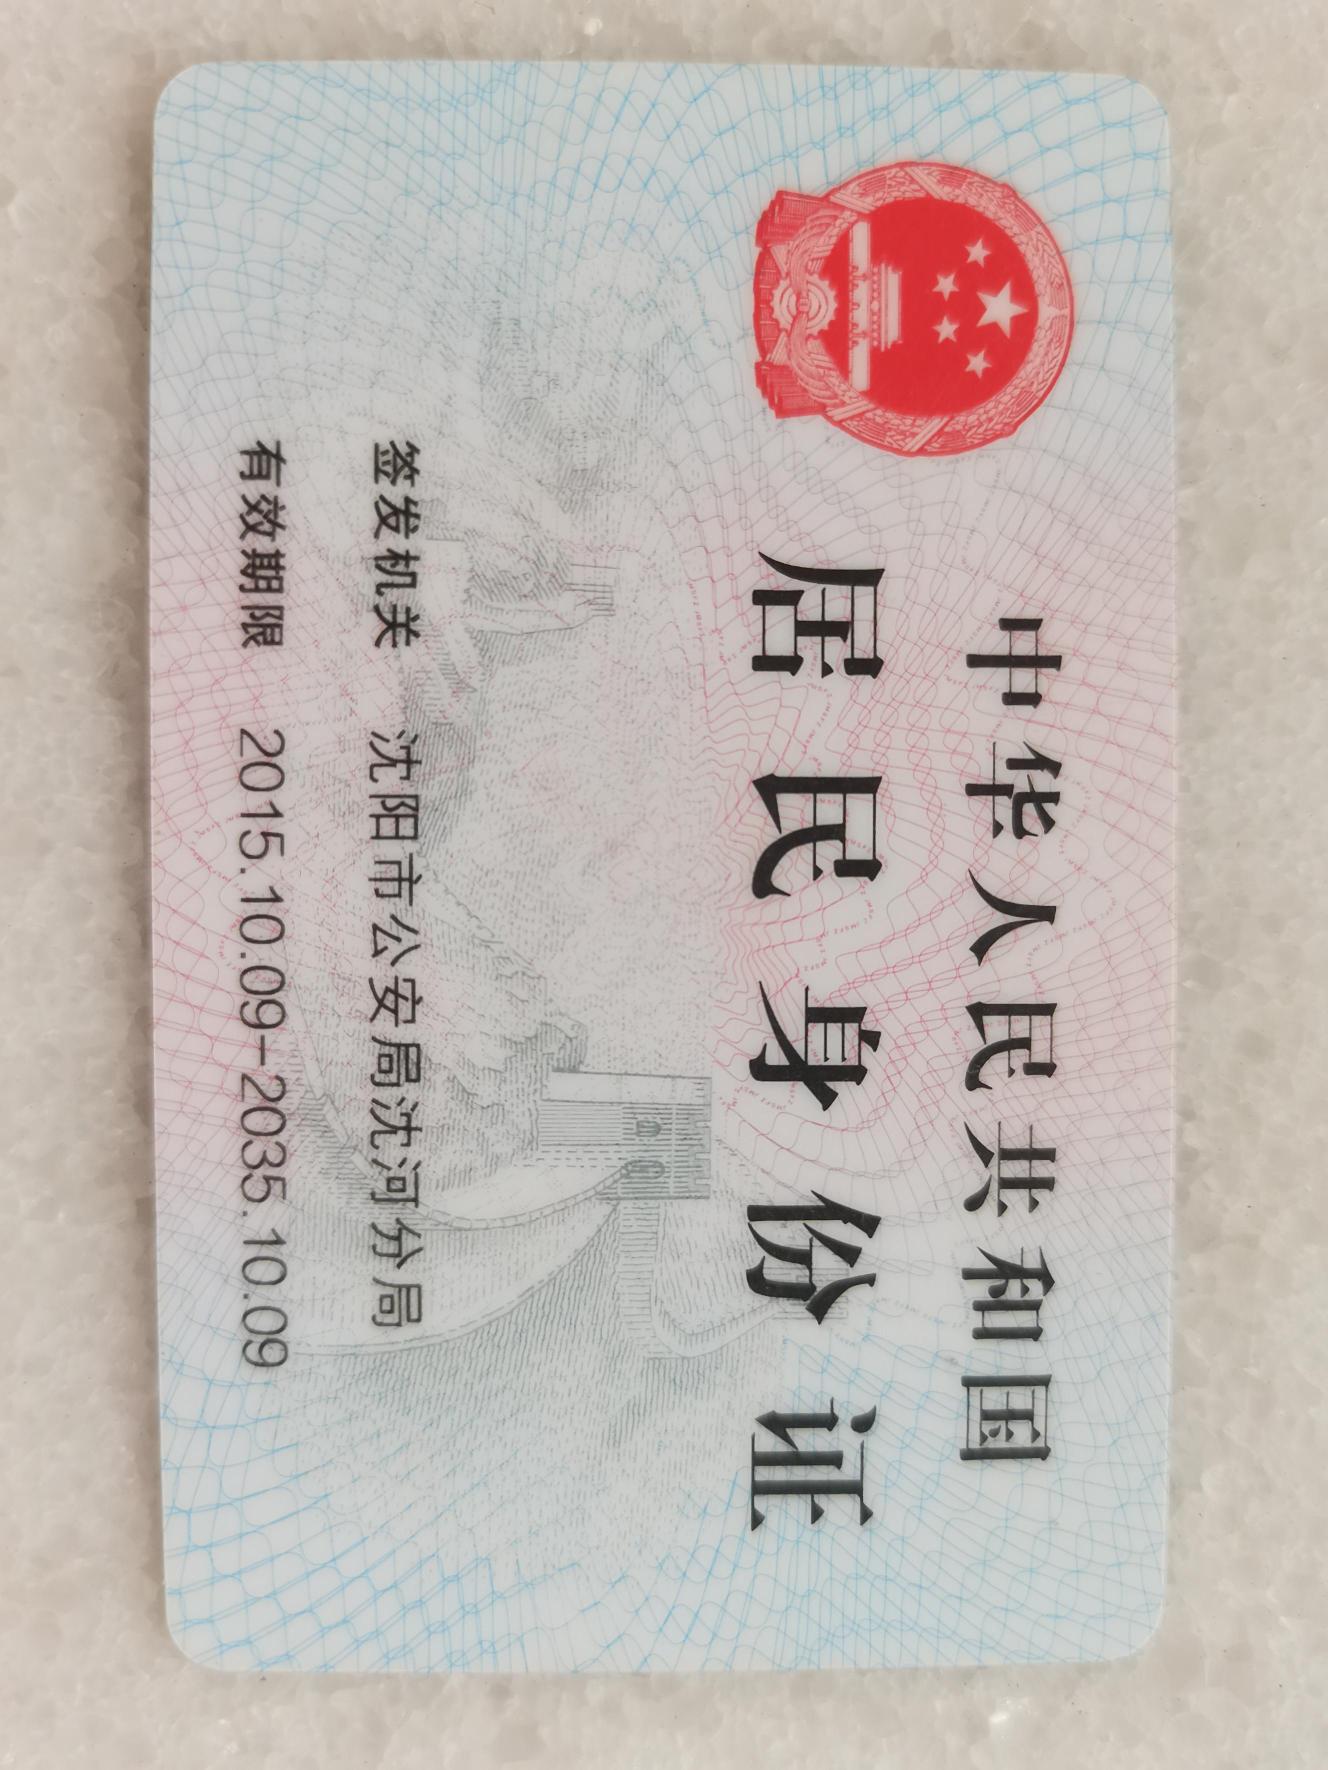 中华人民共和国
居民身份证
签发机关 沈阳市公安局沈河分局
有效期限 2015.10.09-2035.10.09